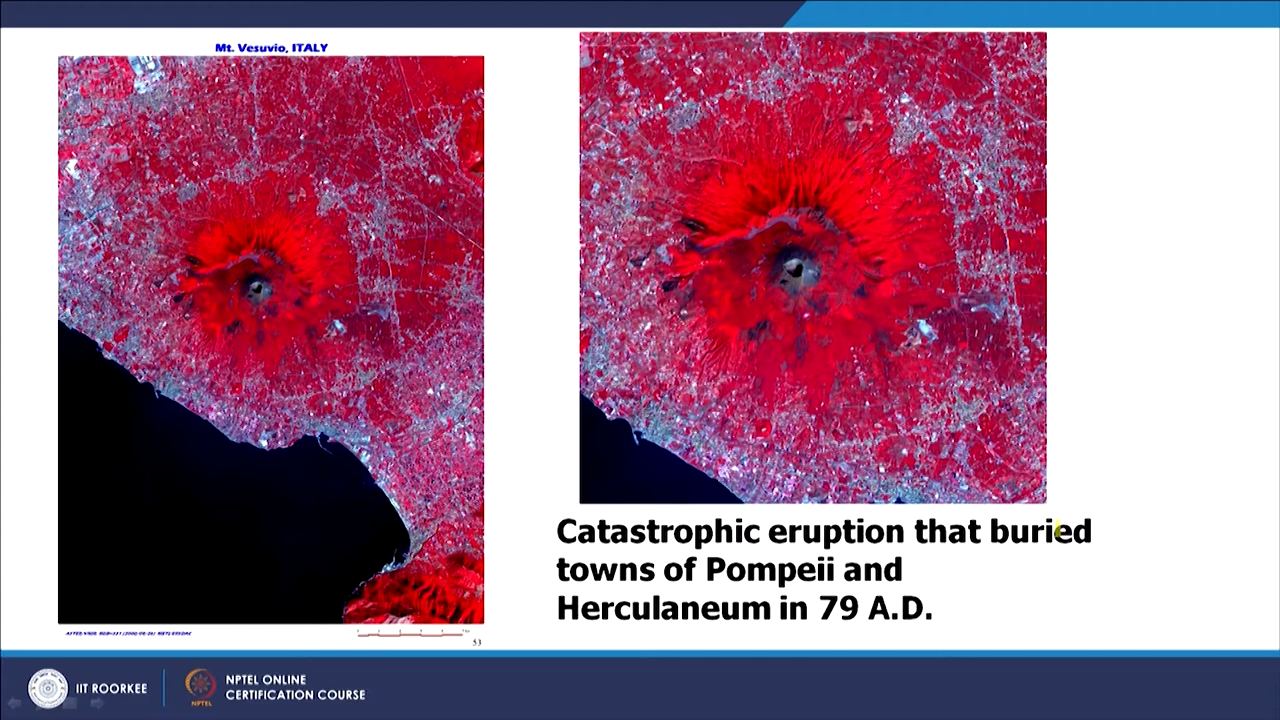 Mt. Vesuvio, ITALY
Catastrophic eruption that buried
towns of Pompeii and
Herculaneum in 79 A.D.
53
IIT ROORKEE
NPTEL ONLINE
CERTIFICATION COURSE
NPTEL